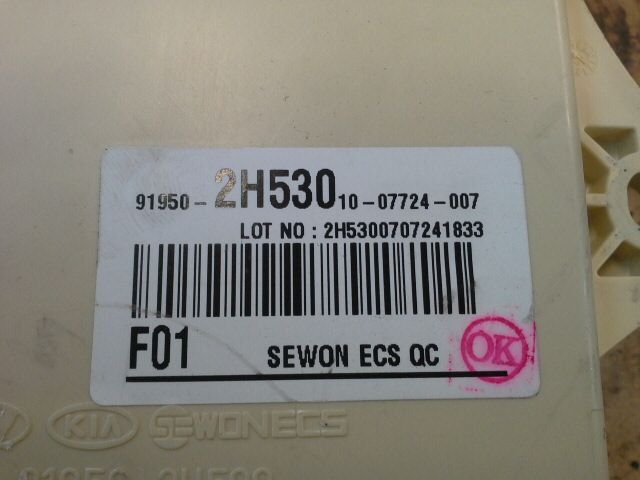 91950-2H530 10-07724-007
LOT NO : 2H5300707241833
F01 SEWON ECS QC OK
KIA SEWONECS